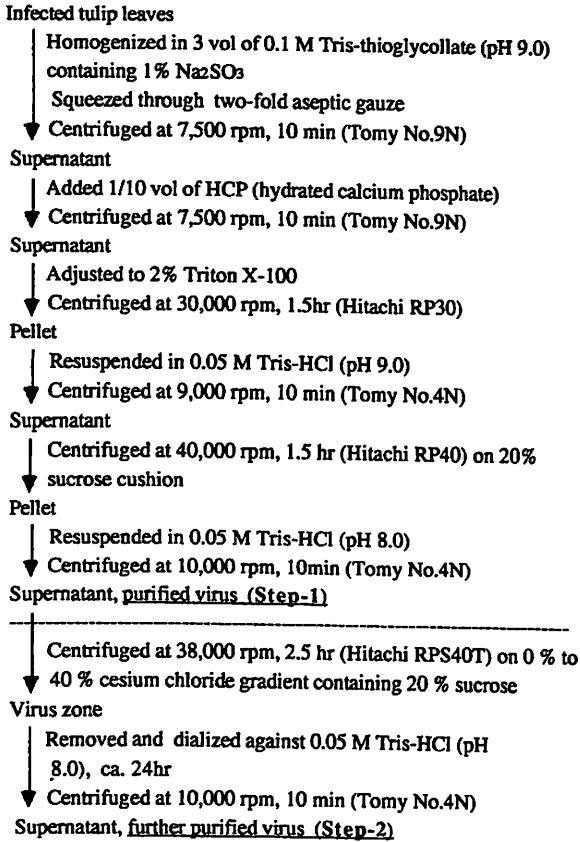 Infected tulip leaves
Homogenized in 3 vol of 0.1 M Tris-thioglycollate (pH 9.0)
containing 1% Na2SO3
Squeezed through two-fold aseptic gauze
Centrifuged at 7,500 rpm, 10 min (Tomy No.9N)
Supernatant
Added 1/10 vol of HCP (hydrated calcium phosphate)
Centrifuged at 7,500 rpm, 10 min (Tomy No.9N)
Supernatant
Adjusted to 2% Triton X-100
Centrifuged at 30,000 rpm, 1.5hr (Hitachi RP30)
Pellet
Resuspended in 0.05 M Tris-HCl (pH 9.0)
Centrifuged at 9,000 rpm, 10 min (Tomy No.4N)
Supernatant
Centrifuged at 40,000 rpm, 1.5 hr (Hitachi RP40) on 20%
sucrose cushion
Pellet
Resuspended in 0.05 M Tris-HCl (pH 8.0)
Centrifuged at 10,000 rpm, 10min (Tomy No.4N)
Supernatant, purified virus (Step-1)
Centrifuged at 38,000 rpm, 2.5 hr (Hitachi RPS40T) on 0 % to
40 % cesium chloride gradient containing 20 % sucrose
Virus zone
Removed and dialized against 0.05 M Tris-HCl (pH
8.0), ca. 24hr
Centrifuged at 10,000 rpm, 10 min (Tomy No.4N)
Supernatant, further purified virus (Step-2)